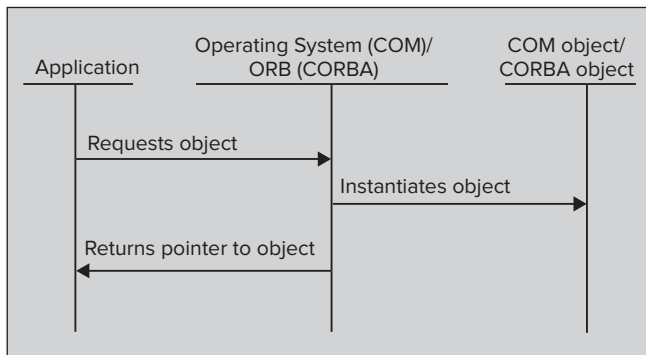 Application
Operating System (COM)/
ORB (CORBA)
COM object/
CORBA object
Requests object
Instantiates object
Returns pointer to object